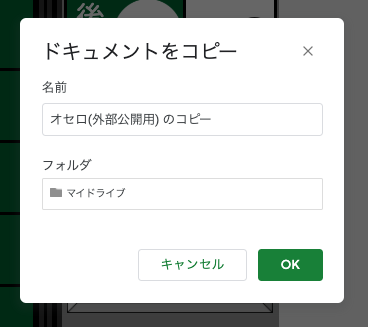 後
ドキュメントをコピー
名前
オセロ(外部公開用) のコピー
フォルダ
マイドライブ
キャンセル
OK